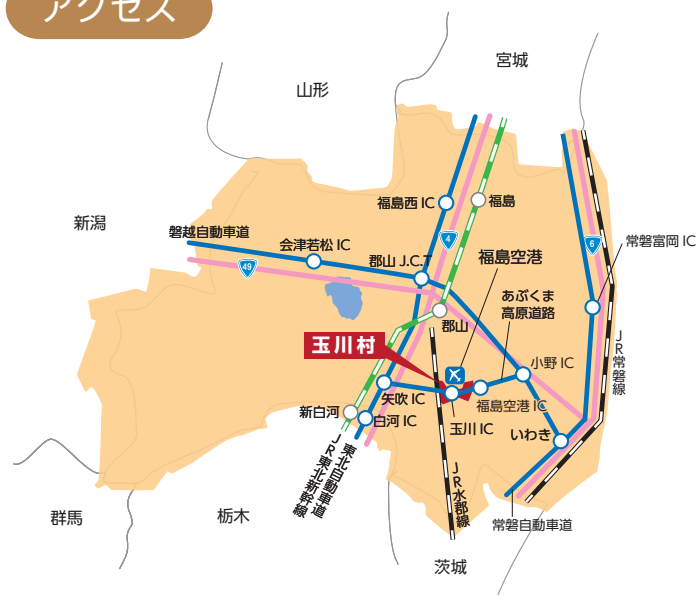 アクセス
宮城
山形
新潟
福島西 IC
福島
4
磐越自動車道
会津若松 IC
郡山 J.C.T
福島空港
6
常磐富岡 IC
49
あぶくま
高原道路
郡山
玉川村
小野 IC
JR常磐線
矢吹 IC
福島空港 IC
新白河
白河 IC
玉川 IC
いわき
東北自動車道
JR東北新幹線
JR水郡線
群馬
栃木
常磐自動車道
茨城